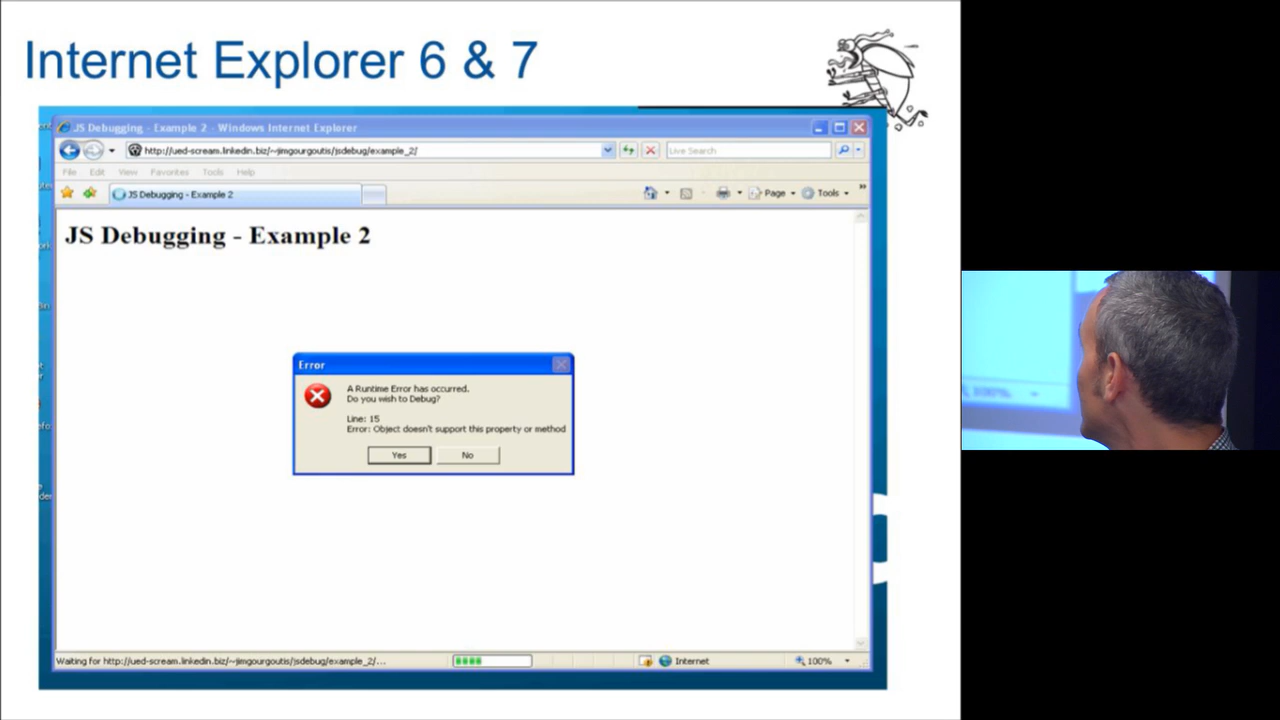 Internet Explorer 6 & 7
JS Debugging - Example 2 - Windows Internet Explorer
http://ued-scream.linkedin.biz/~jimgourgoutis/jsdebug/example_2/
Live Search
File Edit View Favorites Tools Help
JS Debugging - Example 2
Page
Tools
JS Debugging - Example 2
Error
A Runtime Error has occurred.
Do you wish to Debug?
Line: 15
Error: Object doesn't support this property or method
Yes No
Waiting for http://ued-scream.linkedin.biz/~jimgourgoutis/jsdebug/example_2/...
Internet
100%
100%